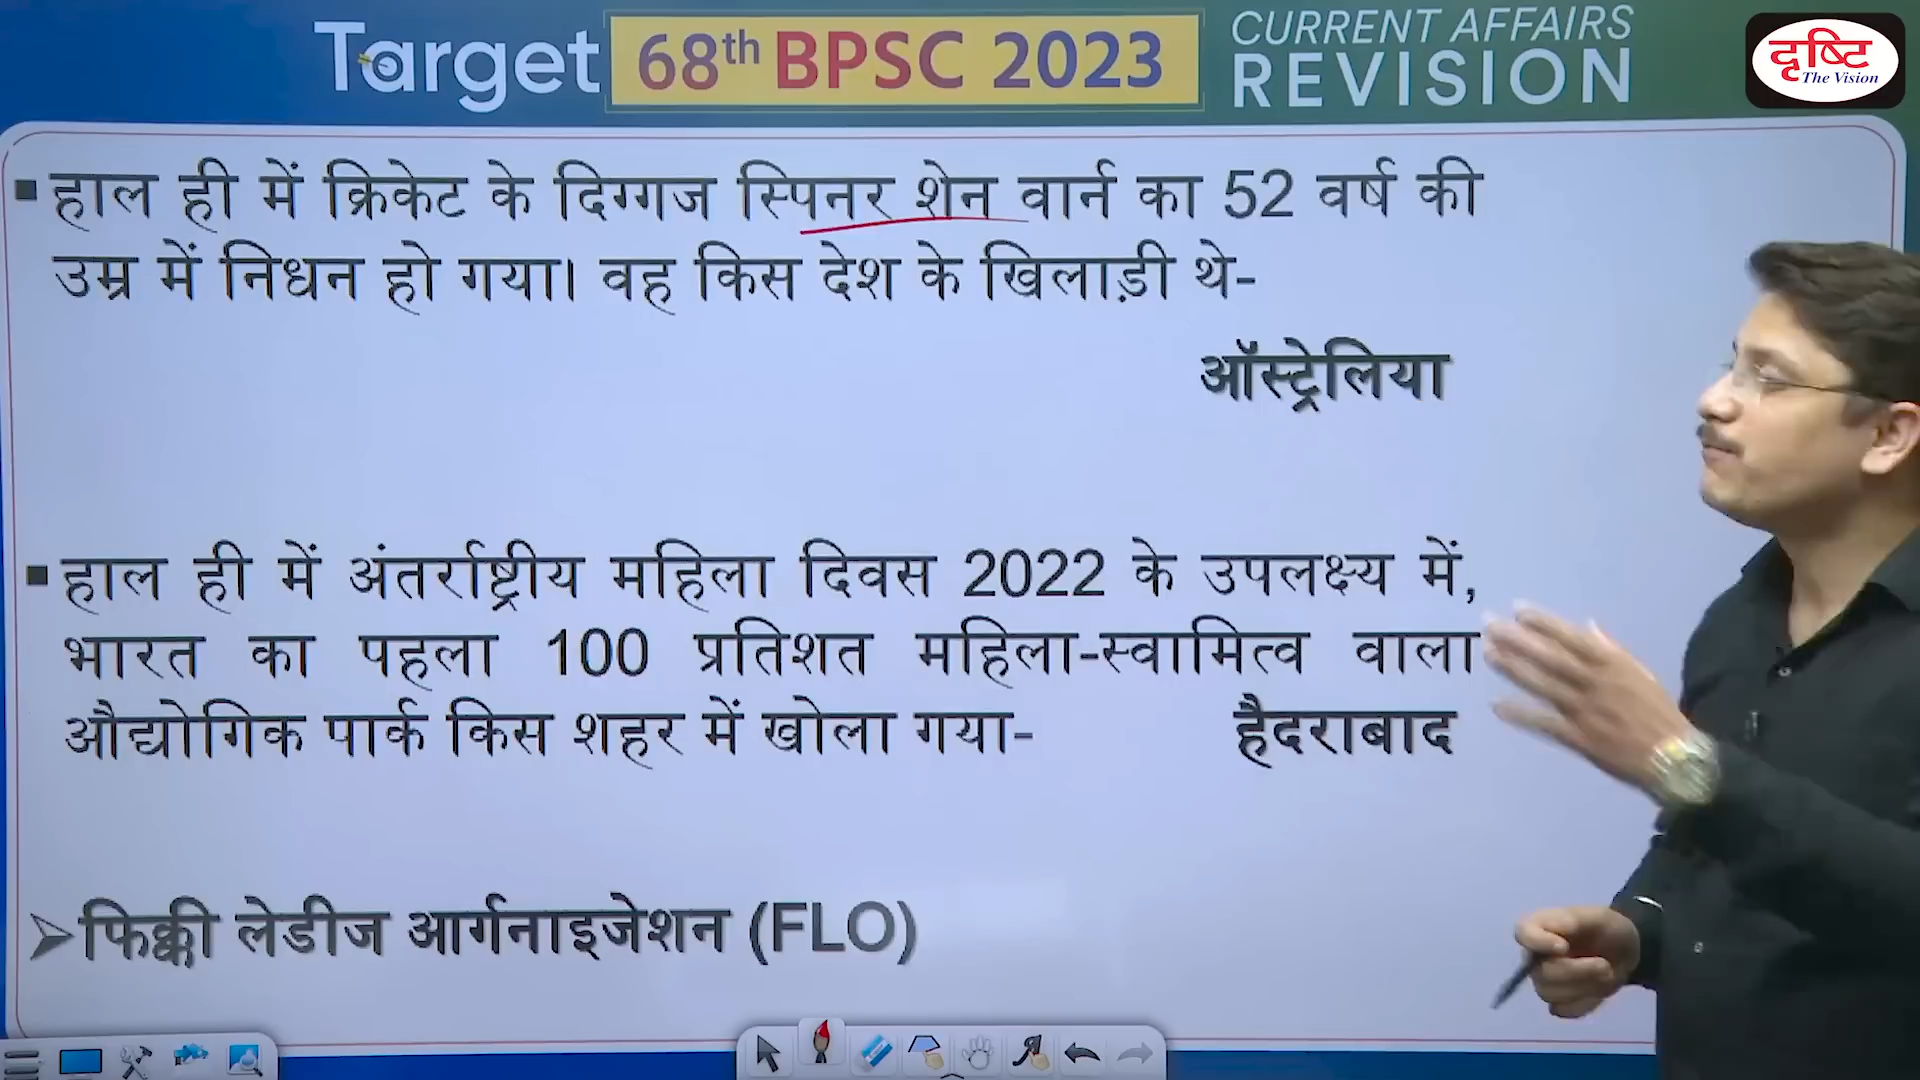 Target 68th BPSC 2023 CURRENT AFFAIRS REVISION
दृष्टि
The Vision
▪ हाल ही में क्रिकेट के दिग्गज स्पिनर शेन वार्न का 52 वर्ष की
उम्र में निधन हो गया। वह किस देश के खिलाड़ी थे-
ऑस्ट्रेलिया
▪ हाल ही में अंतर्राष्ट्रीय महिला दिवस 2022 के उपलक्ष्य में,
भारत का पहला 100 प्रतिशत महिला-स्वामित्व वाला
औद्योगिक पार्क किस शहर में खोला गया- हैदराबाद
➢ फिक्की लेडीज आर्गनाइजेशन (FLO)